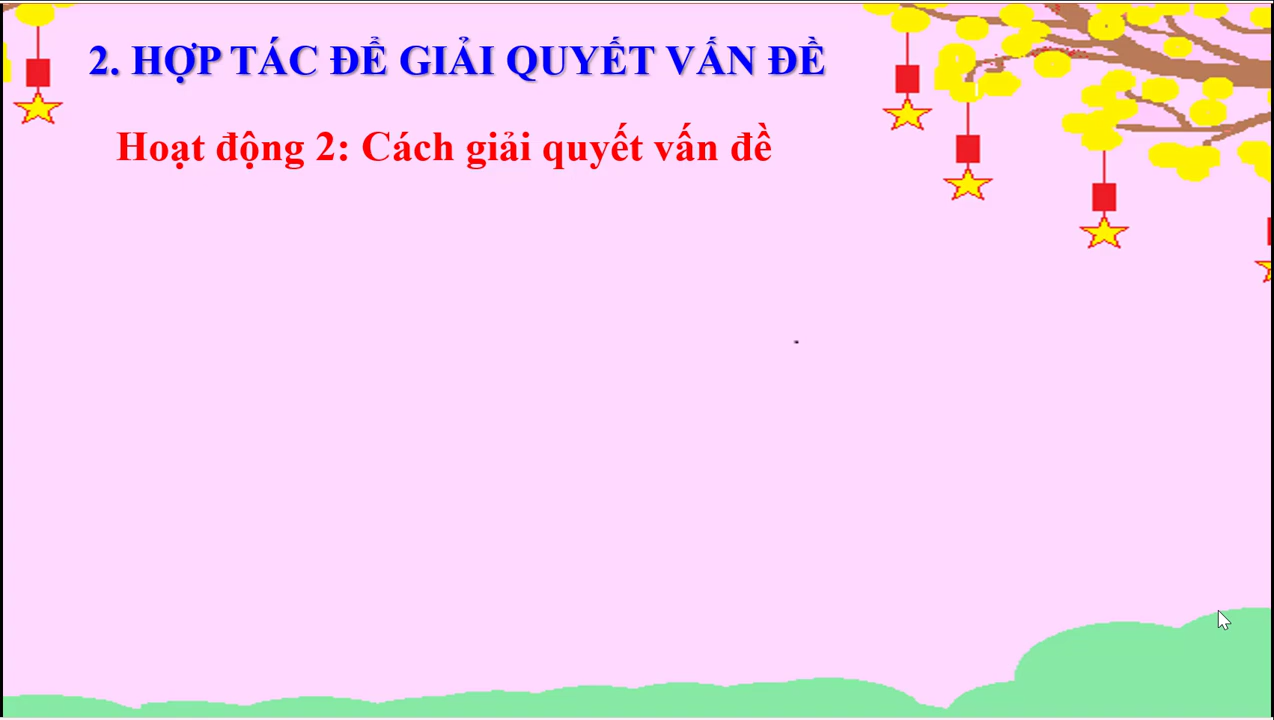 2. HỢP TÁC ĐỂ GIẢI QUYẾT VẤN ĐỀ
Hoạt động 2: Cách giải quyết vấn đề